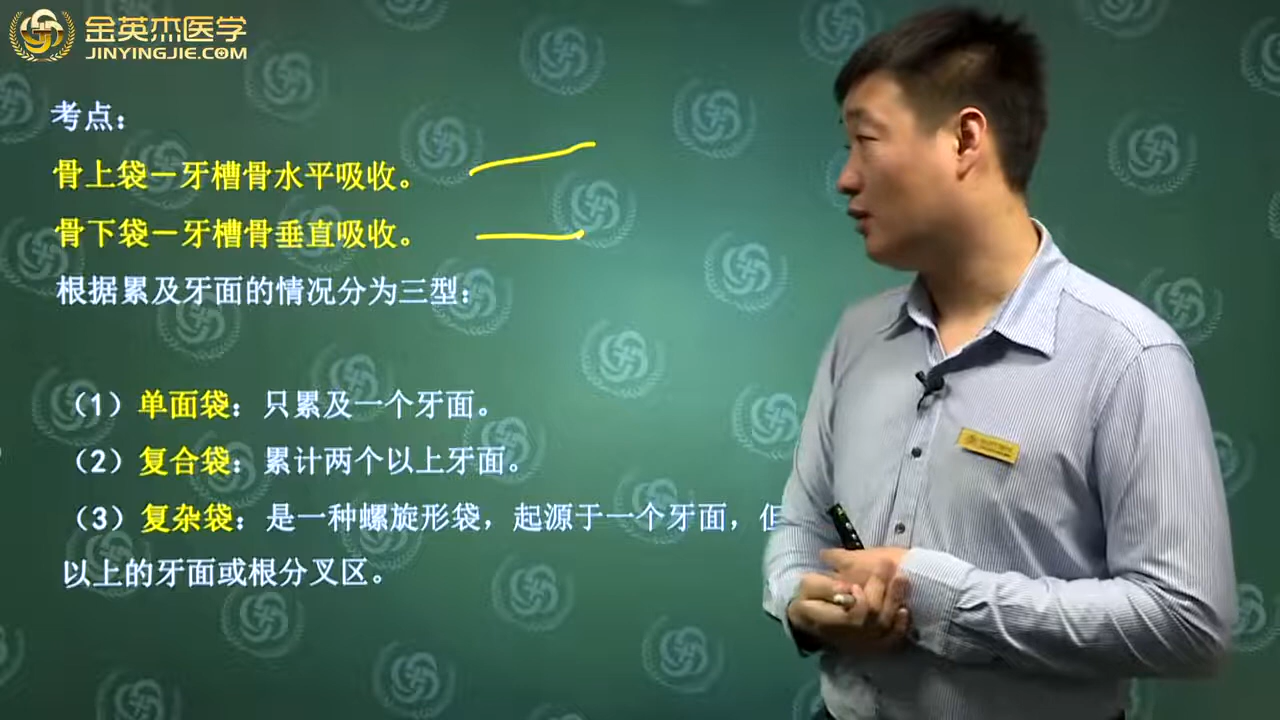 金英杰医学
JINYINGJIE.COM
考点：
骨上袋—牙槽骨水平吸收。
骨下袋—牙槽骨垂直吸收。
根据累及牙面的情况分为三型：
（1）单面袋：只累及一个牙面。
（2）复合袋：累计两个以上牙面。
（3）复杂袋：是一种螺旋形袋，起源于一个牙面，但
以上的牙面或根分叉区。